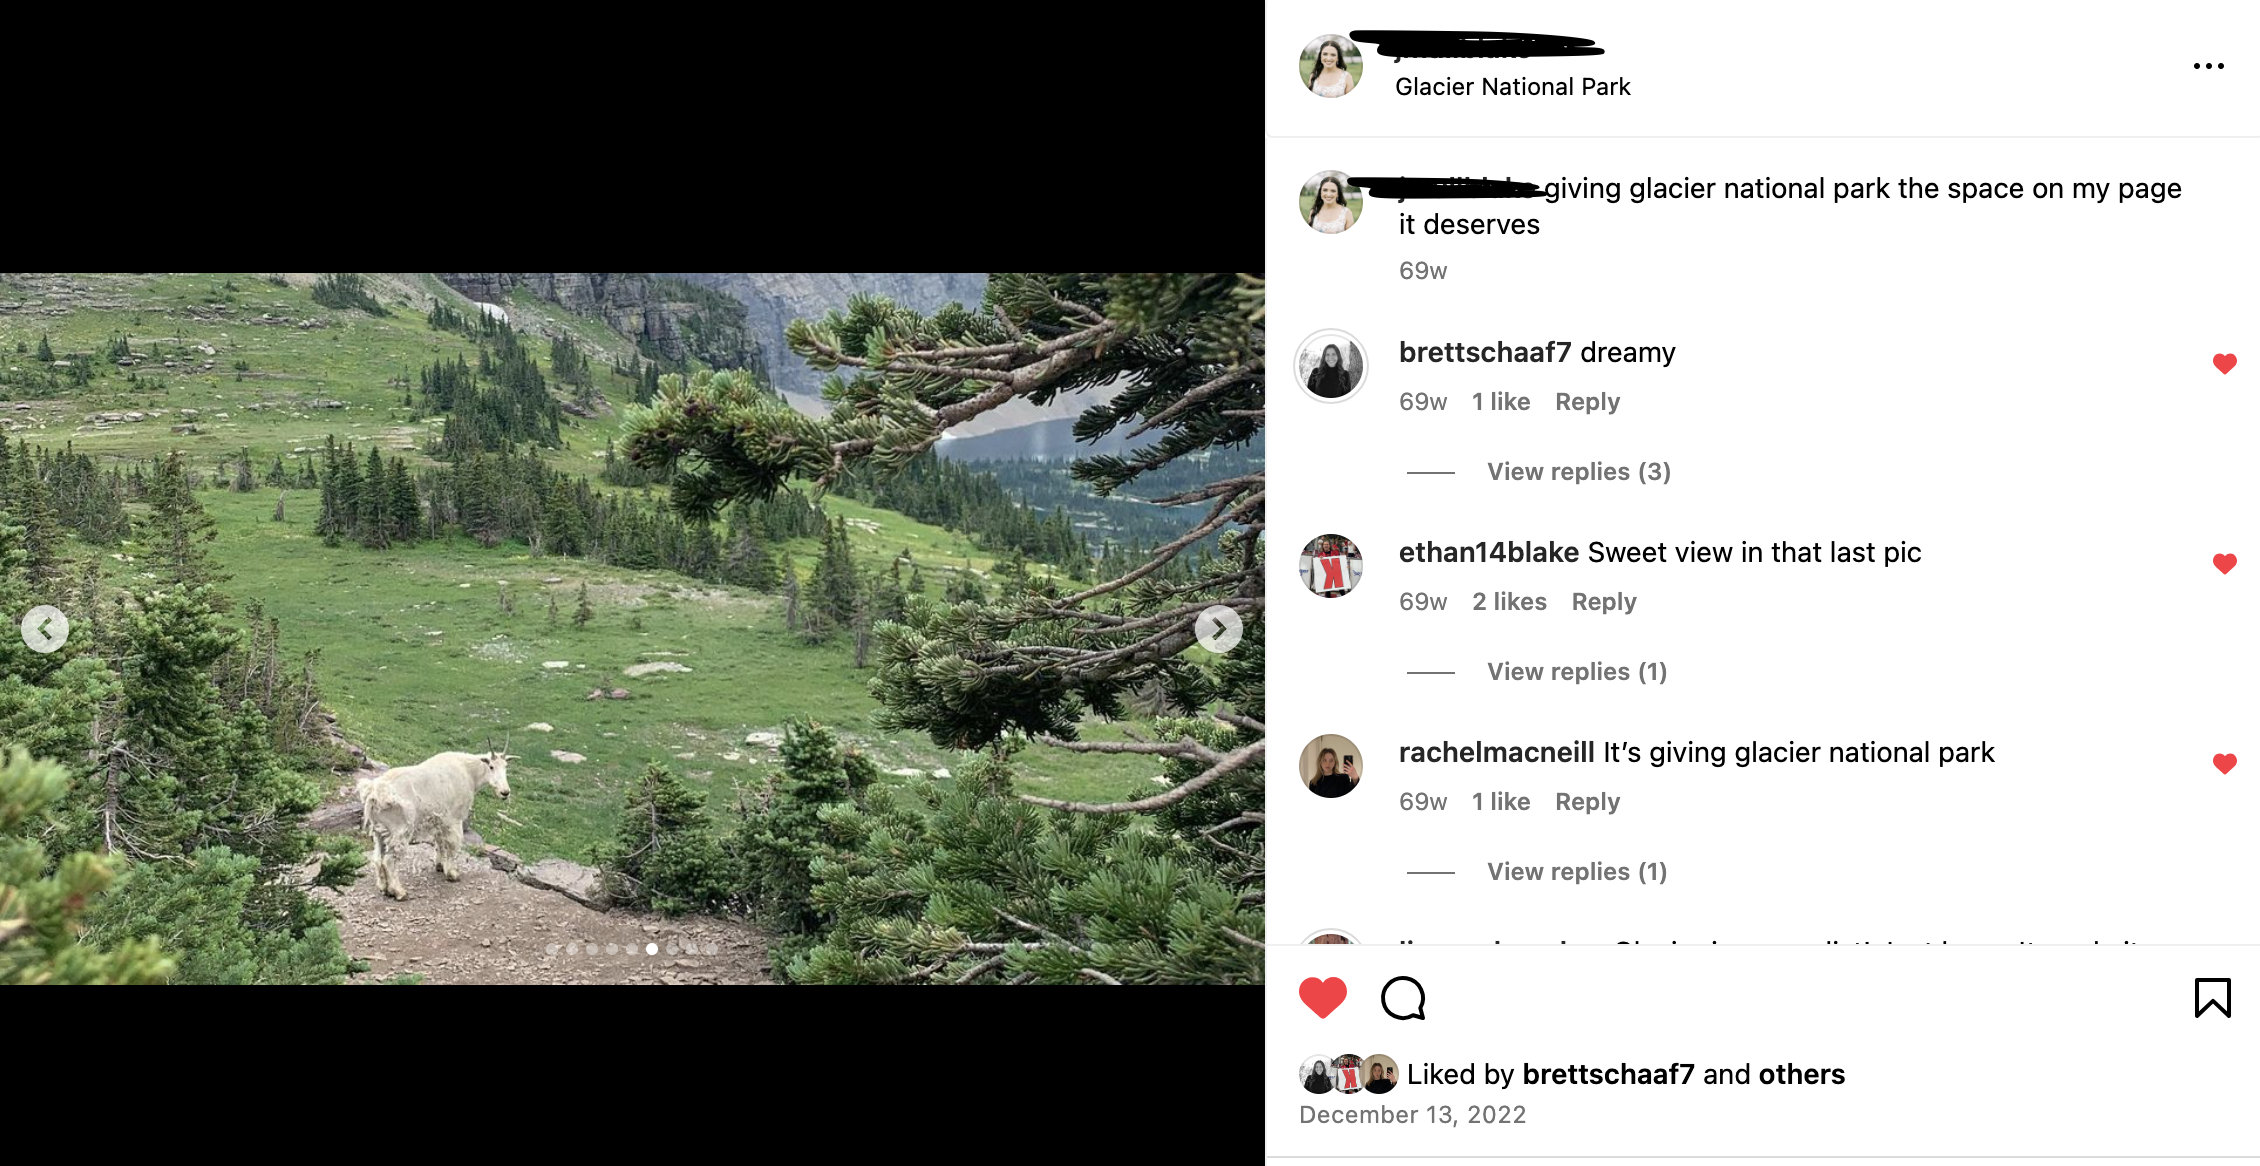 Glacier National Park
giving glacier national park the space on my page
it deserves
69w
brettschaaf7 dreamy
69w 1 like Reply
View replies (3)
ethan14blake Sweet view in that last pic
69w 2 likes Reply
View replies (1)
rachelmacneill It's giving glacier national park
69w 1 like Reply
View replies (1)
Liked by brettschaaf7 and others
December 13, 2022